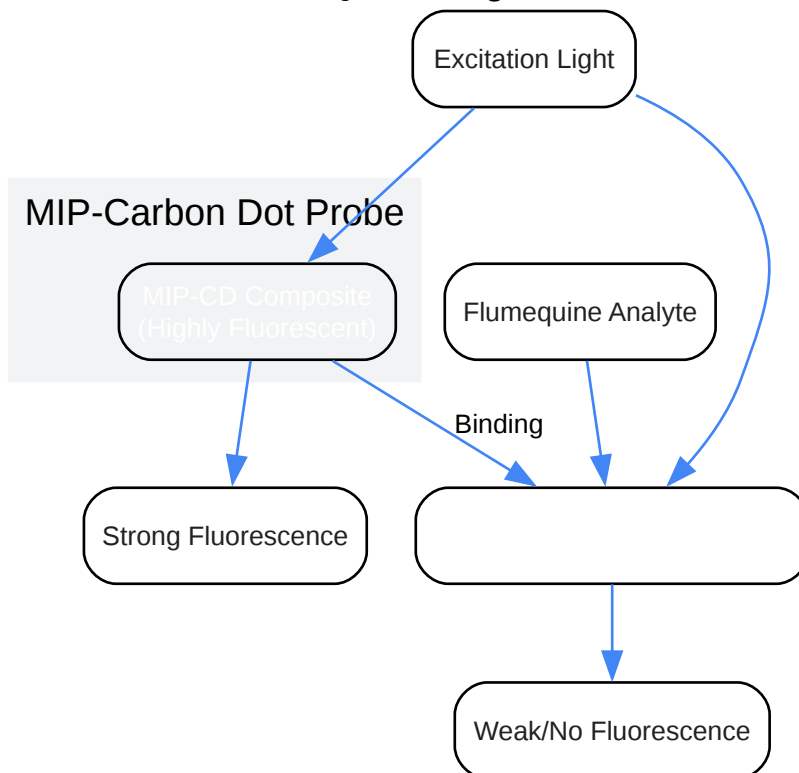 Excitation Light
MIP-Carbon Dot Probe
MIP-CD Composite
(Highly Fluorescent)
Flumequine Analyte
Binding
Strong Fluorescence
Weak/No Fluorescence